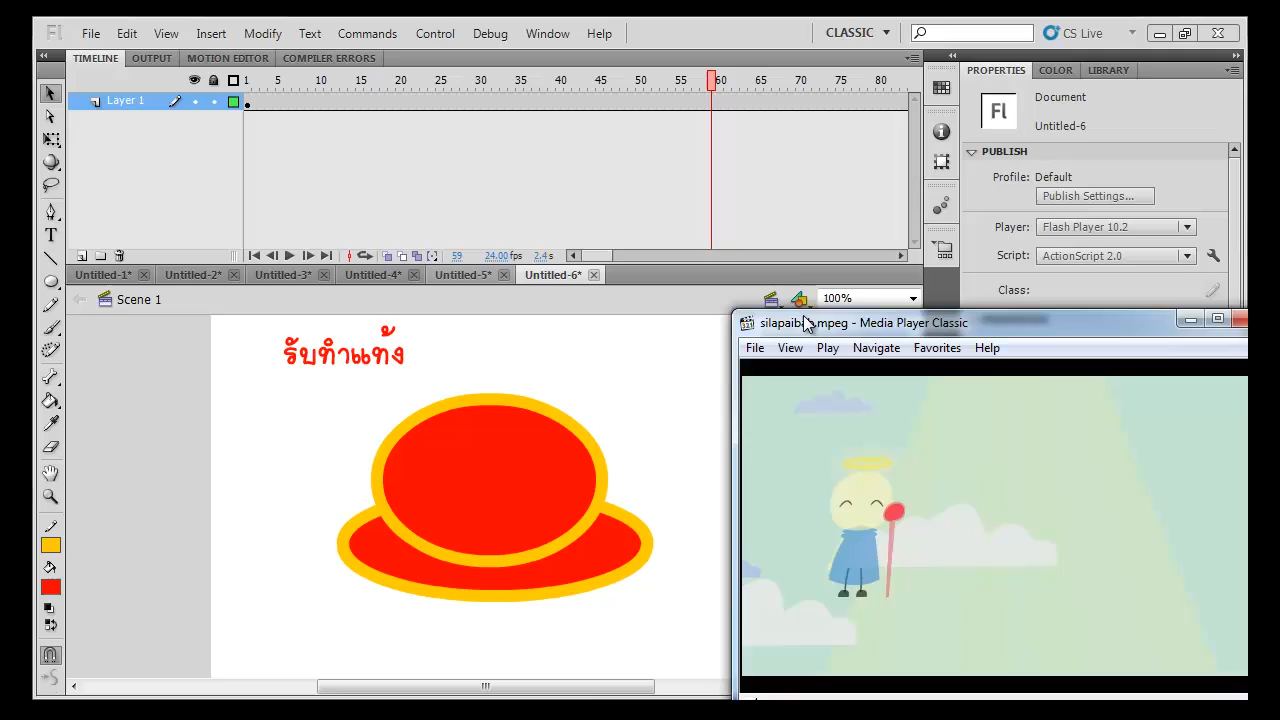 Fl File Edit View Insert Modify Text Commands Control Debug Window Help CLASSIC CS Live
TIMELINE OUTPUT MOTION EDITOR COMPILER ERRORS
1 5 10 15 20 25 30 35 40 45 50 55 60 65 70 75 80
Layer 1
59 24.00fps 2.4s
Untitled-1* Untitled-2* Untitled-3* Untitled-4* Untitled-5* Untitled-6*
Scene 1 100%
รับทำแท้ง
T
PROPERTIES COLOR LIBRARY
Fl Document
Untitled-6
PUBLISH
Profile: Default
Publish Settings...
Player: Flash Player 10.2
Script: ActionScript 2.0
Class:
.mpeg - Media Player Classic
File View Play Navigate Favorites Help